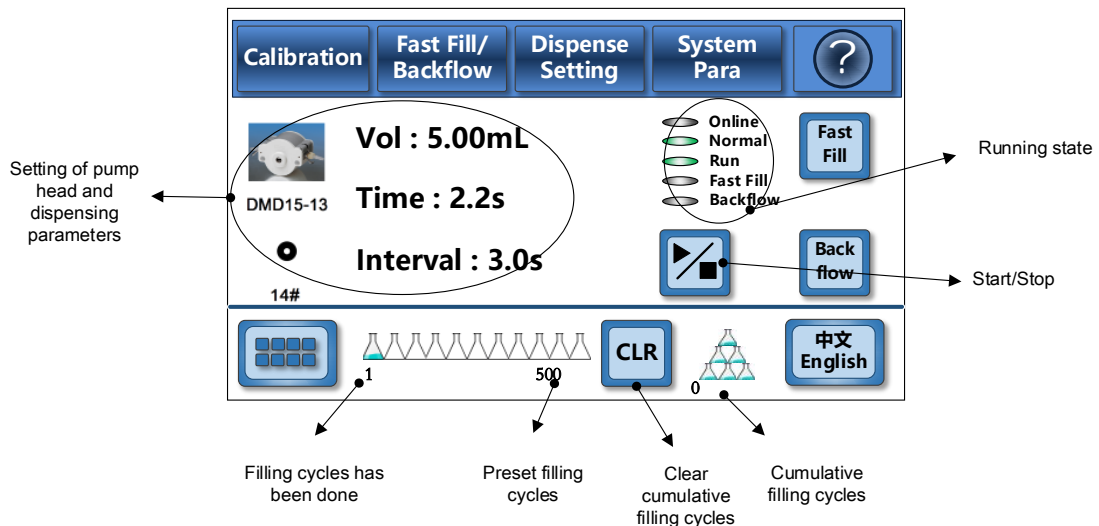 Calibration
Fast Fill/
Backflow
Dispense
Setting
System
Para
?
Vol : 5.00mL
Time : 2.2s
Interval : 3.0s
DMD15-13
14#
Online
Normal
Run
Fast Fill
Backflow
Fast
Fill
Back
flow
Setting of pump
head and
dispensing
parameters
Running state
Start/Stop
1
500
CLR
0
中文
English
Filling cycles has
been done
Preset filling
cycles
Clear
cumulative
filling cycles
Cumulative
filling cycles